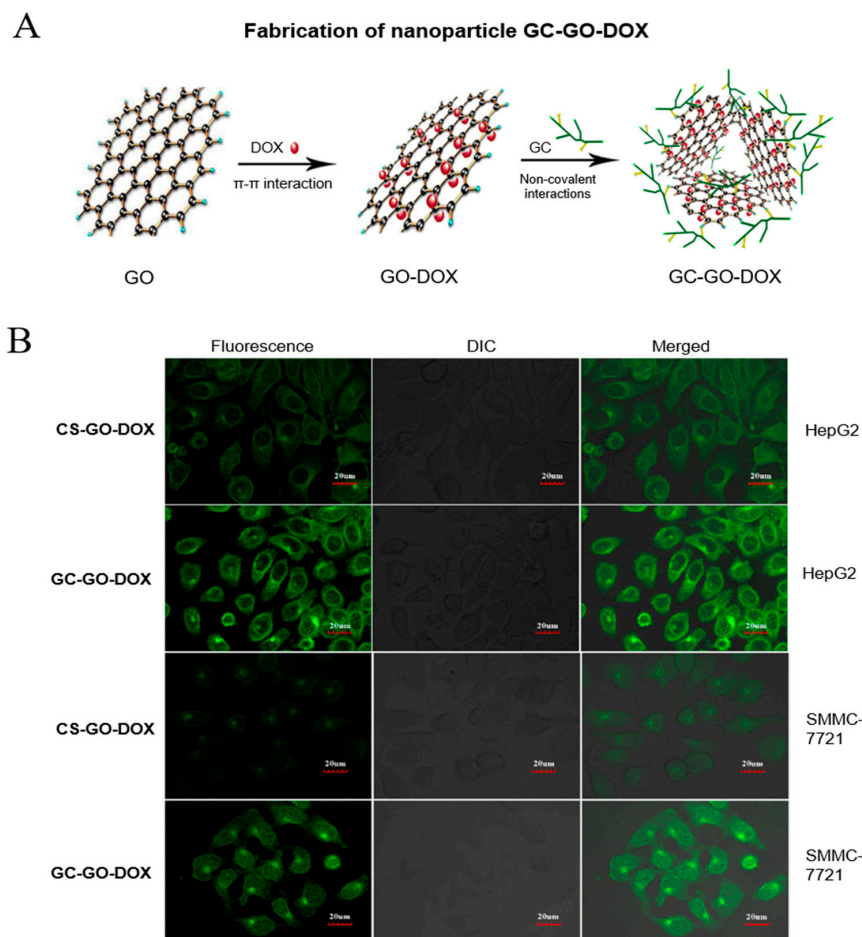 A
Fabrication of nanoparticle GC-GO-DOX
DOX
π-π interaction
GC
Non-covalent
interactions
GO
GO-DOX
GC-GO-DOX
B
Fluorescence
DIC
Merged
CS-GO-DOX
20um
20um
20um
HepG2
GC-GO-DOX
20um
20um
20um
HepG2
CS-GO-DOX
20um
20um
20um
SMMC-
7721
GC-GO-DOX
20um
20um
20um
SMMC-
7721